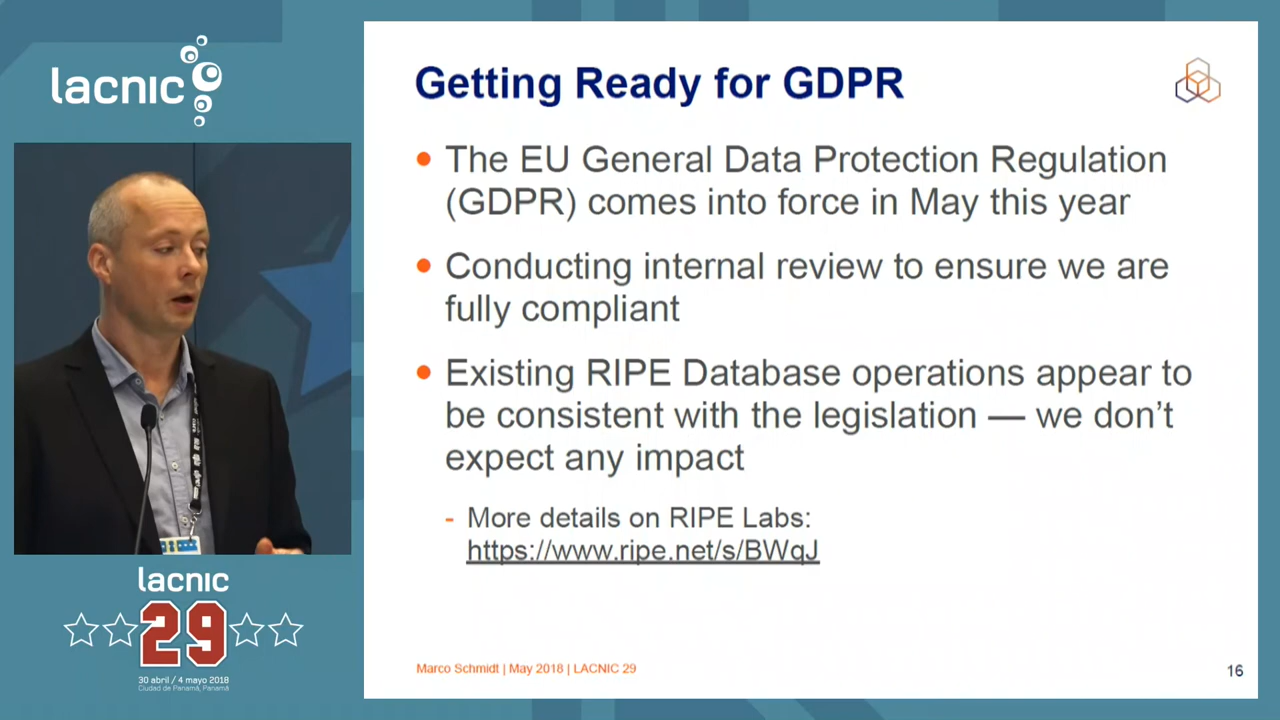 lacnic
Getting Ready for GDPR
• The EU General Data Protection Regulation
(GDPR) comes into force in May this year
• Conducting internal review to ensure we are
fully compliant
• Existing RIPE Database operations appear to
be consistent with the legislation — we don't
expect any impact
- More details on RIPE Labs:
https://www.ripe.net/s/BWqJ
lacnic
29
30 abril / 4 mayo 2018
Ciudad de Panamá, Panamá
Marco Schmidt | May 2018 | LACNIC 29
16